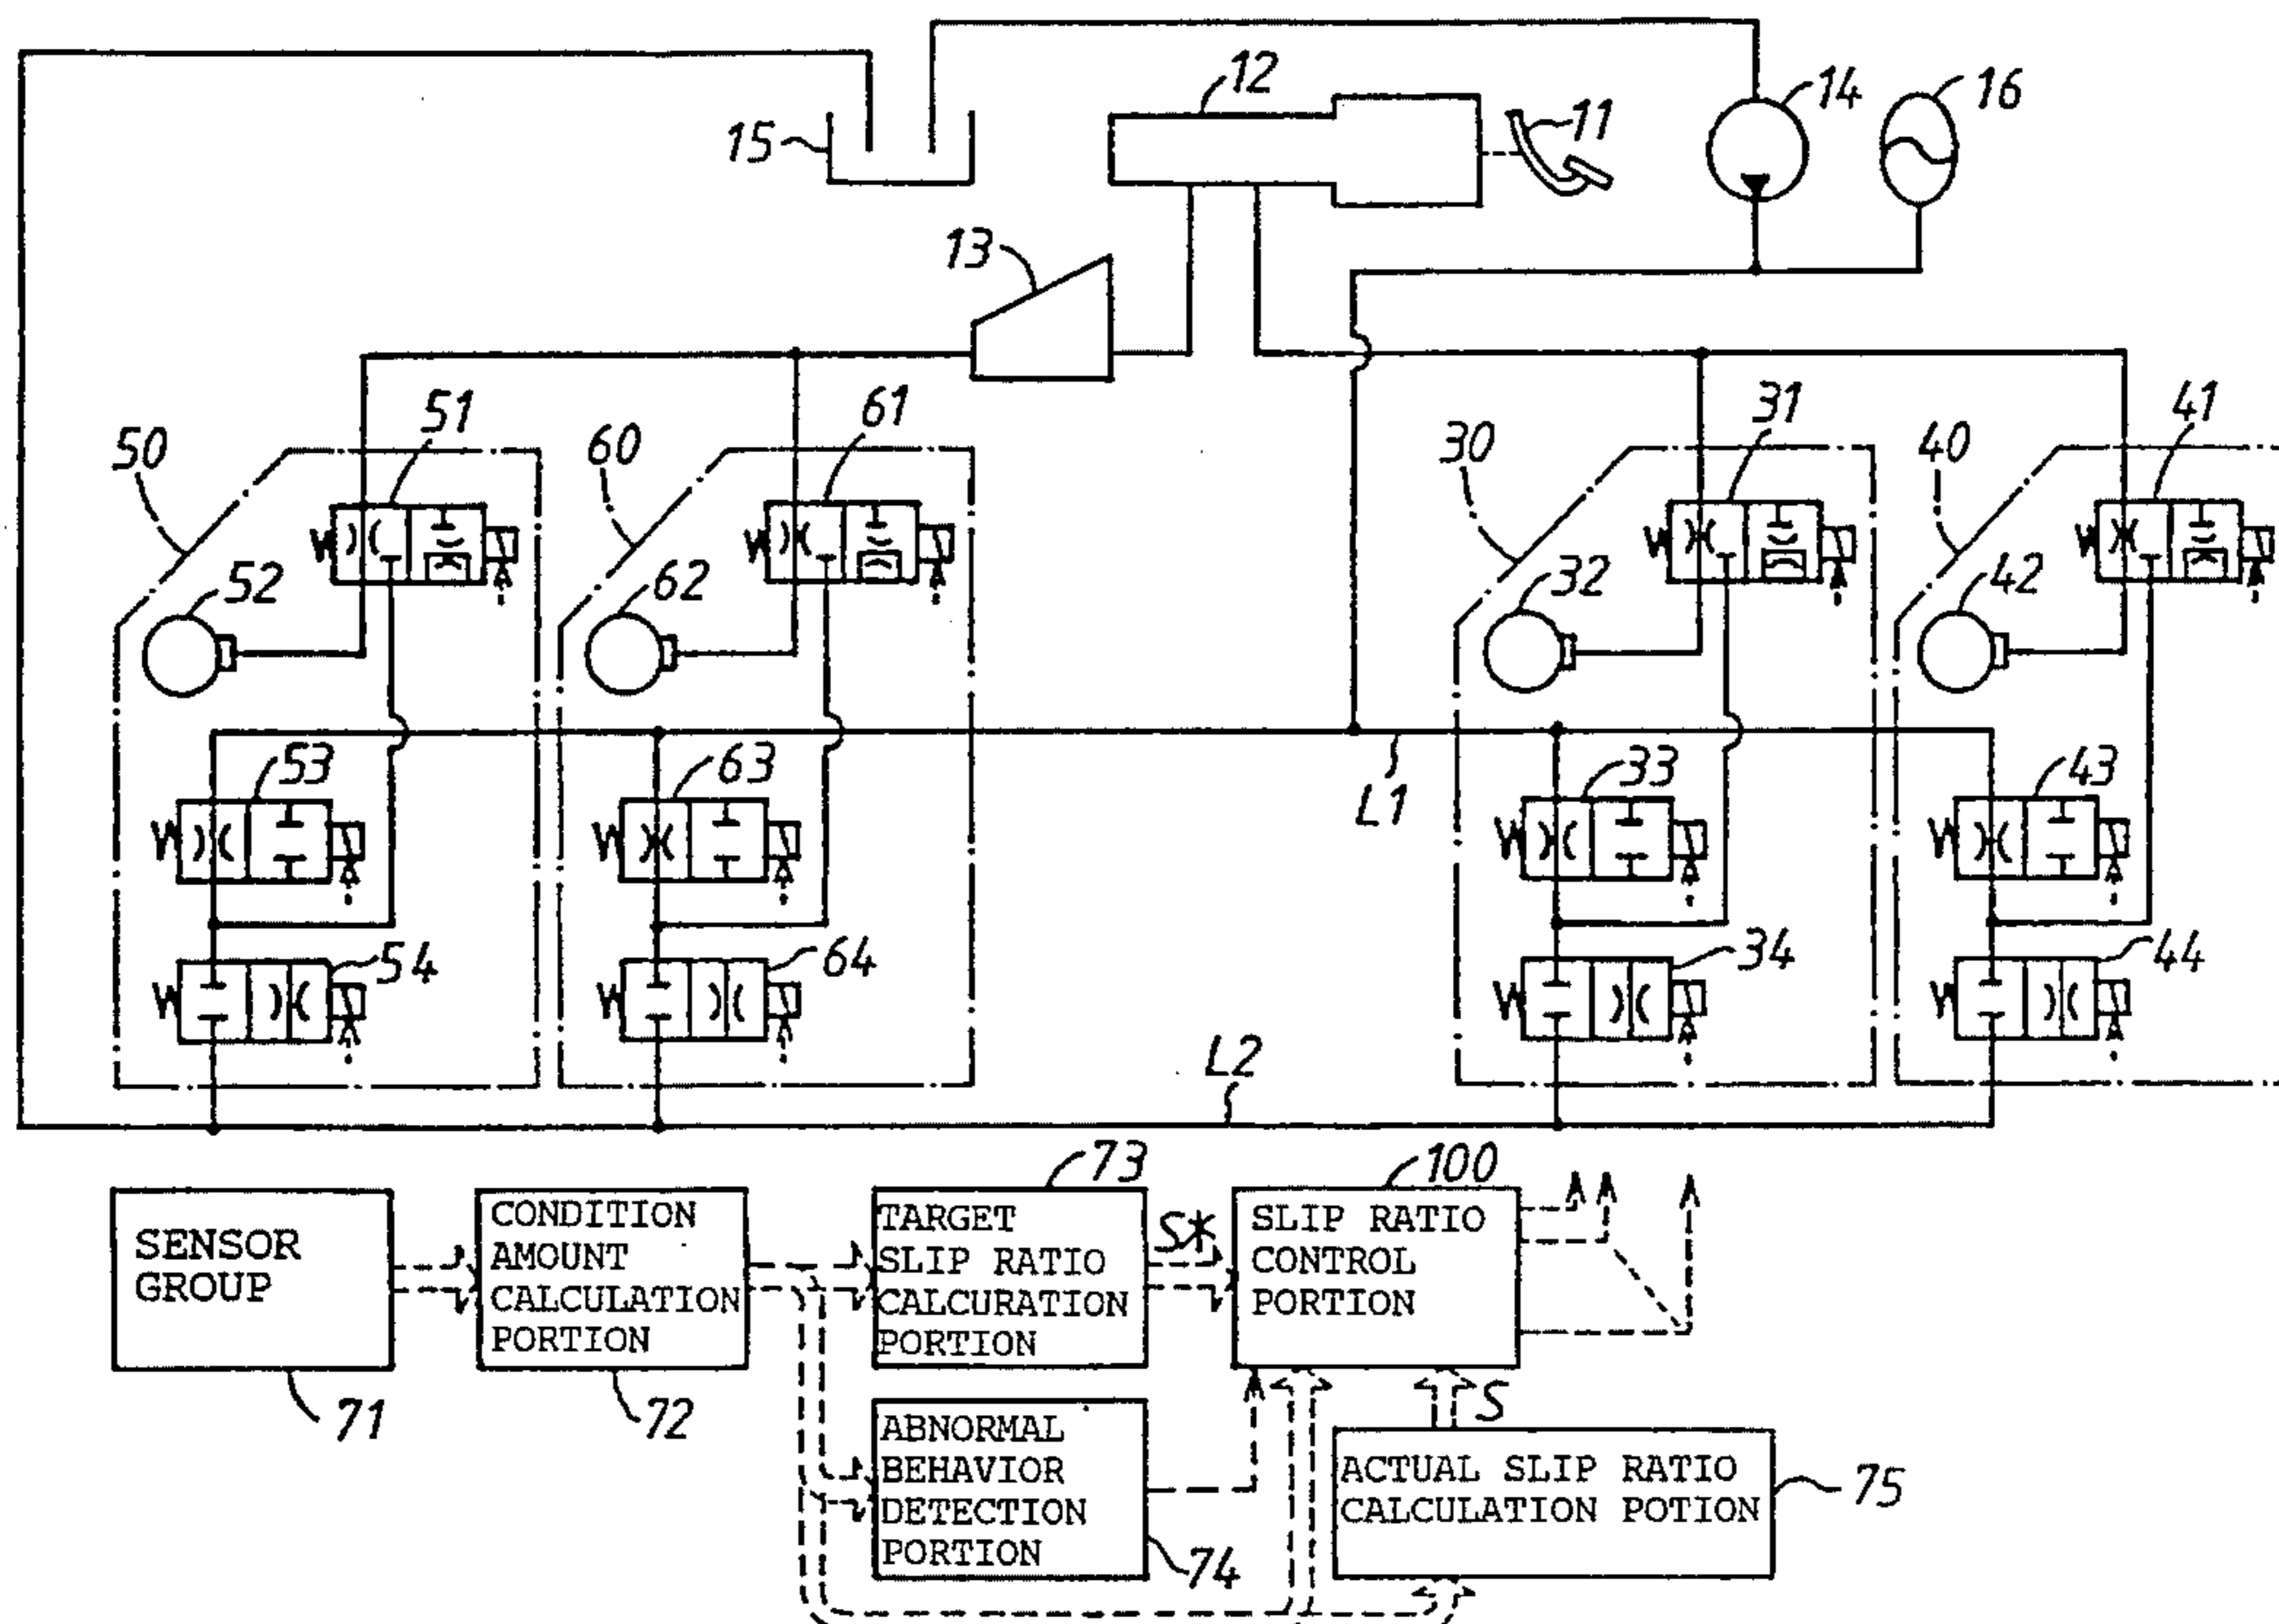 12
14
16
15
11
13
51
61
31
41
50
60
30
40
52
62
32
42
53
63
33
43
L1
54
64
34
44
L2
73
100
SENSOR
GROUP
CONDITION
AMOUNT
CALCULATION
PORTION
TARGET
SLIP RATIO
CALCURATION
PORTION
S*
SLIP RATIO
CONTROL
PORTION
71
72
ABNORMAL
BEHAVIOR
DETECTION
PORTION
74
S
ACTUAL SLIP RATIO
CALCULATION POTION
75